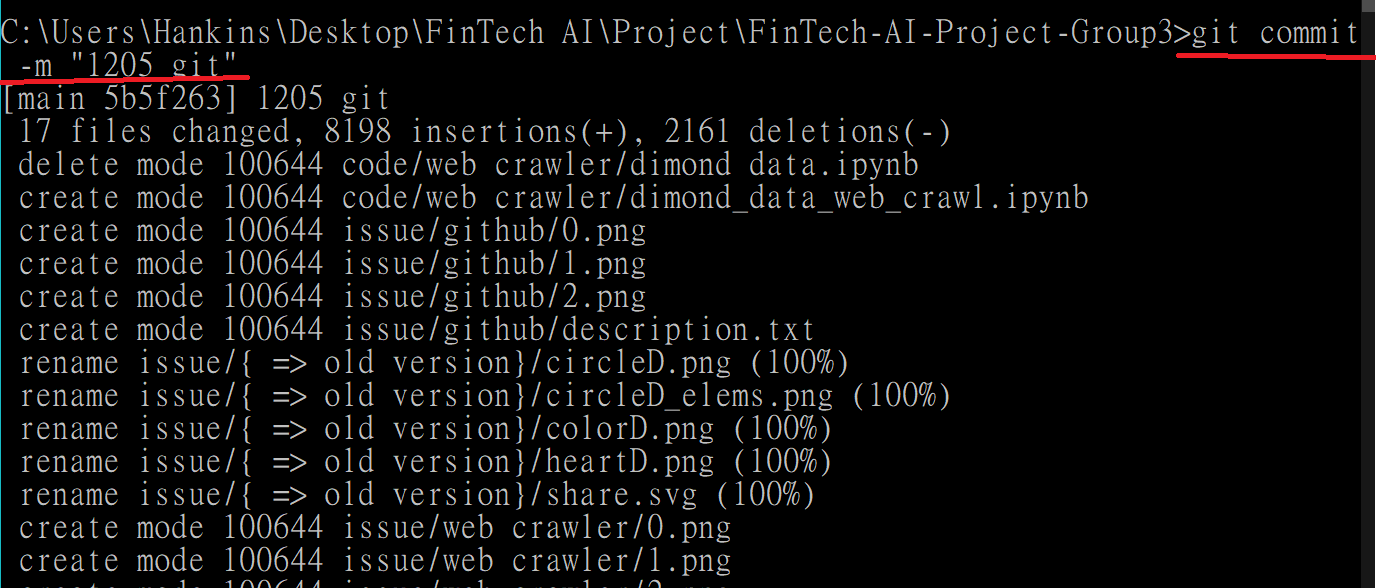 C:\Users\Hankins\Desktop\FinTech AI\Project\FinTech-AI-Project-Group3>git commit
-m "1205 git"
[main 5b5f263] 1205 git
17 files changed, 8198 insertions(+), 2161 deletions(-)
delete mode 100644 code/web crawler/dimond data.ipynb
create mode 100644 code/web crawler/dimond_data_web_crawl.ipynb
create mode 100644 issue/github/0.png
create mode 100644 issue/github/1.png
create mode 100644 issue/github/2.png
create mode 100644 issue/github/description.txt
rename issue/{ => old version}/circleD.png (100%)
rename issue/{ => old version}/circleD_elems.png (100%)
rename issue/{ => old version}/colorD.png (100%)
rename issue/{ => old version}/heartD.png (100%)
rename issue/{ => old version}/share.svg (100%)
create mode 100644 issue/web crawler/0.png
create mode 100644 issue/web crawler/1.png